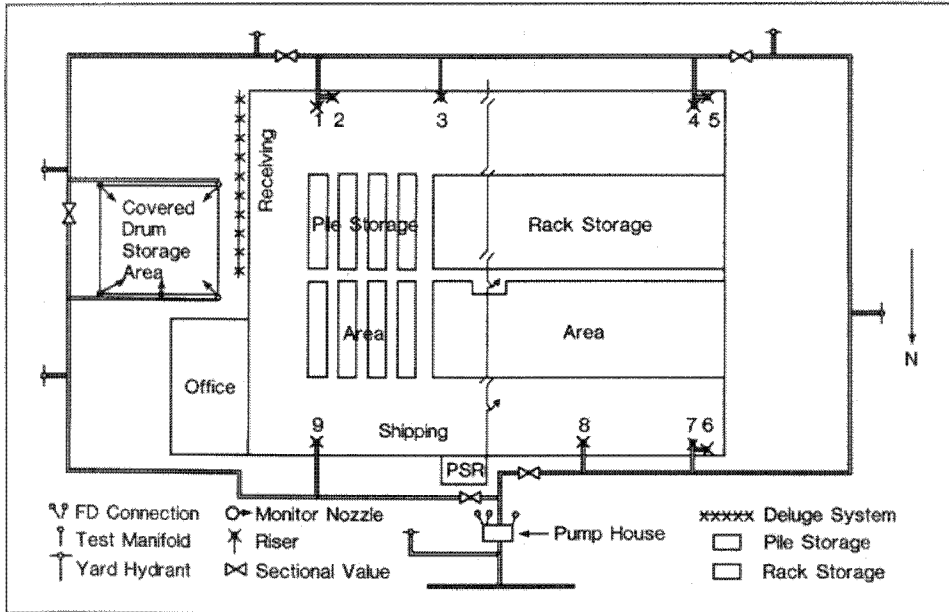 1 2
3
4 5
Receiving
Covered
Drum
Storage
Area
Pile Storage
Rack Storage
Area
Area
N
Office
9
Shipping
8
7 6
PSR
FD Connection
Monitor Nozzle
Deluge System
Test Manifold
Riser
Pump House
Pile Storage
Yard Hydrant
Sectional Value
Rack Storage